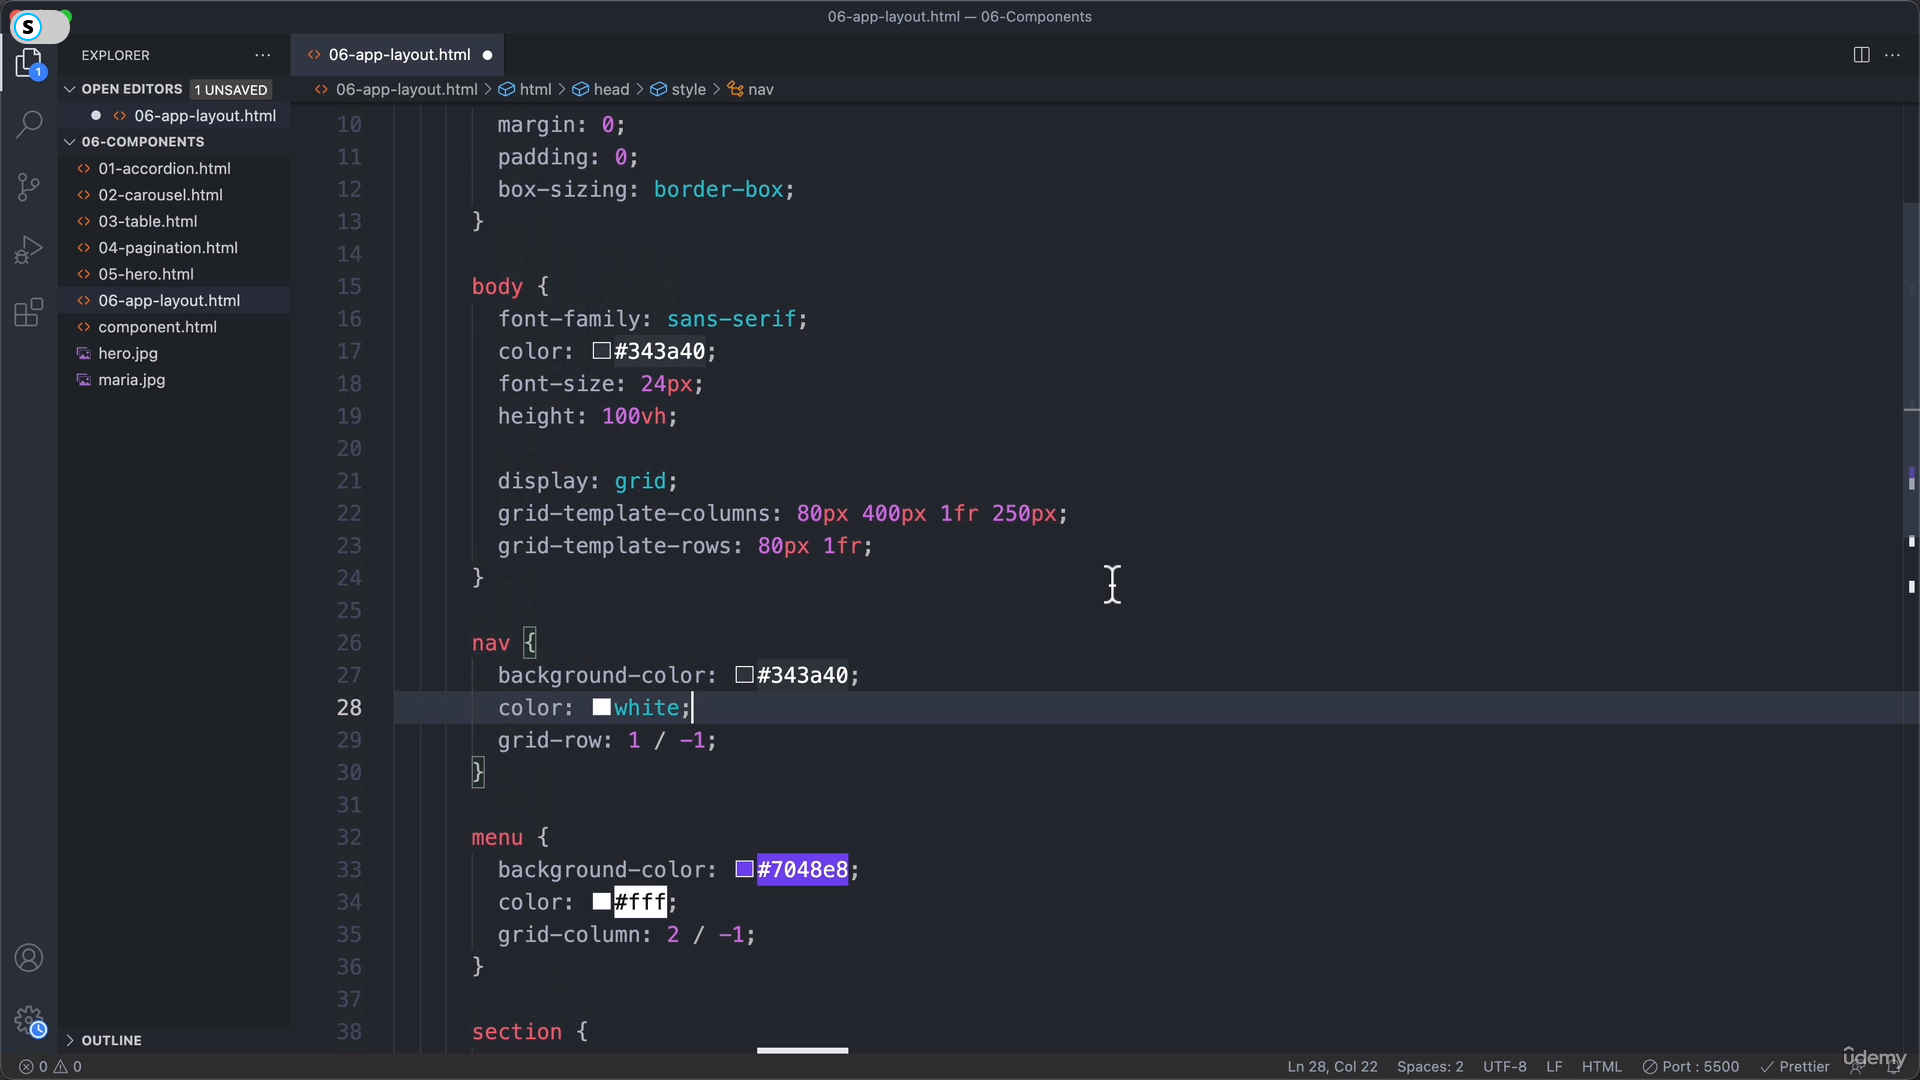 S
06-app-layout.html — 06-Components
EXPLORER
06-app-layout.html
1
OPEN EDITORS 1 UNSAVED
06-app-layout.html
06-COMPONENTS
01-accordion.html
02-carousel.html
03-table.html
04-pagination.html
05-hero.html
06-app-layout.html
component.html
hero.jpg
maria.jpg
OUTLINE
06-app-layout.html > html > head > style > nav
10 margin: 0;
11 padding: 0;
12 box-sizing: border-box;
13 }
14
15 body {
16 font-family: sans-serif;
17 color: #343a40;
18 font-size: 24px;
19 height: 100vh;
20
21 display: grid;
22 grid-template-columns: 80px 400px 1fr 250px;
23 grid-template-rows: 80px 1fr;
24 }
25
26 nav {
27 background-color: #343a40;
28 color: white;
29 grid-row: 1 / -1;
30 }
31
32 menu {
33 background-color: #7048e8;
34 color: #fff;
35 grid-column: 2 / -1;
36 }
37
38 section {
0 0
Ln 28, Col 22 Spaces: 2 UTF-8 LF HTML Port : 5500 Prettier
ûdemy